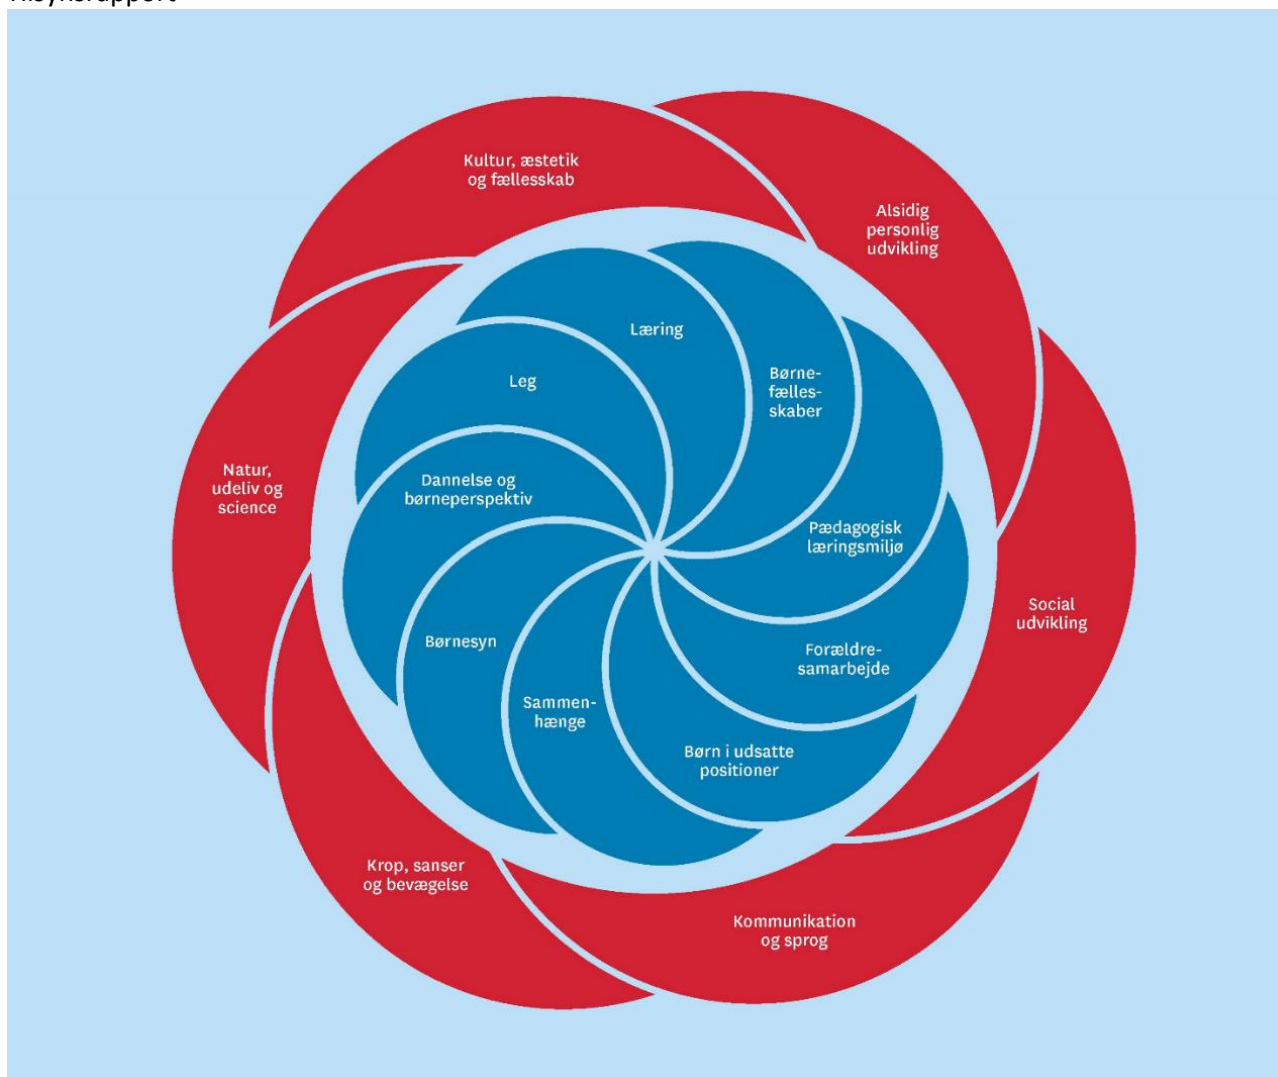 Kultur, æstetik
og fællesskab
Alsidig
personlig
udvikling
Læring
Børne-
fælles-
skaber
Leg
Natur,
udeliv og
science
Dannelse og
børneperspektiv
Pædagogisk
læringsmiljø
Social
udvikling
Børnesyn
Forældre-
samarbejde
Sammen-
hænge
Børn i udsatte
positioner
Krop, sanser
og bevægelse
Kommunikation
og sprog